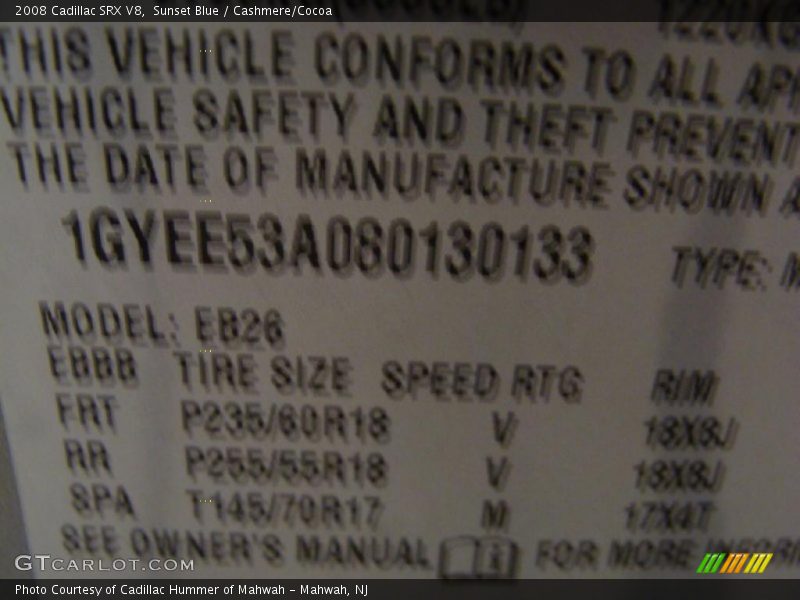 2008 Cadillac SRX V8, Sunset Blue / Cashmere/Cocoa
THIS VEHICLE CONFORMS TO ALL
VEHICLE SAFETY AND THEFT PREVENT
THE DATE OF MANUFACTURE SHOWN
1GYEE53A080130133 TYPE: M
MODEL: EB26
EBBB TIRE SIZE SPEED RTG RIM
FRT P235/60R18 V 18X8J
RR P255/55R18 V 18X8J
SPA T145/70R17 M 17X4T
SEE OWNER'S MANUAL FOR MORE INFORM
GTCARLOT.COM
Photo Courtesy of Cadillac Hummer of Mahwah – Mahwah, NJ